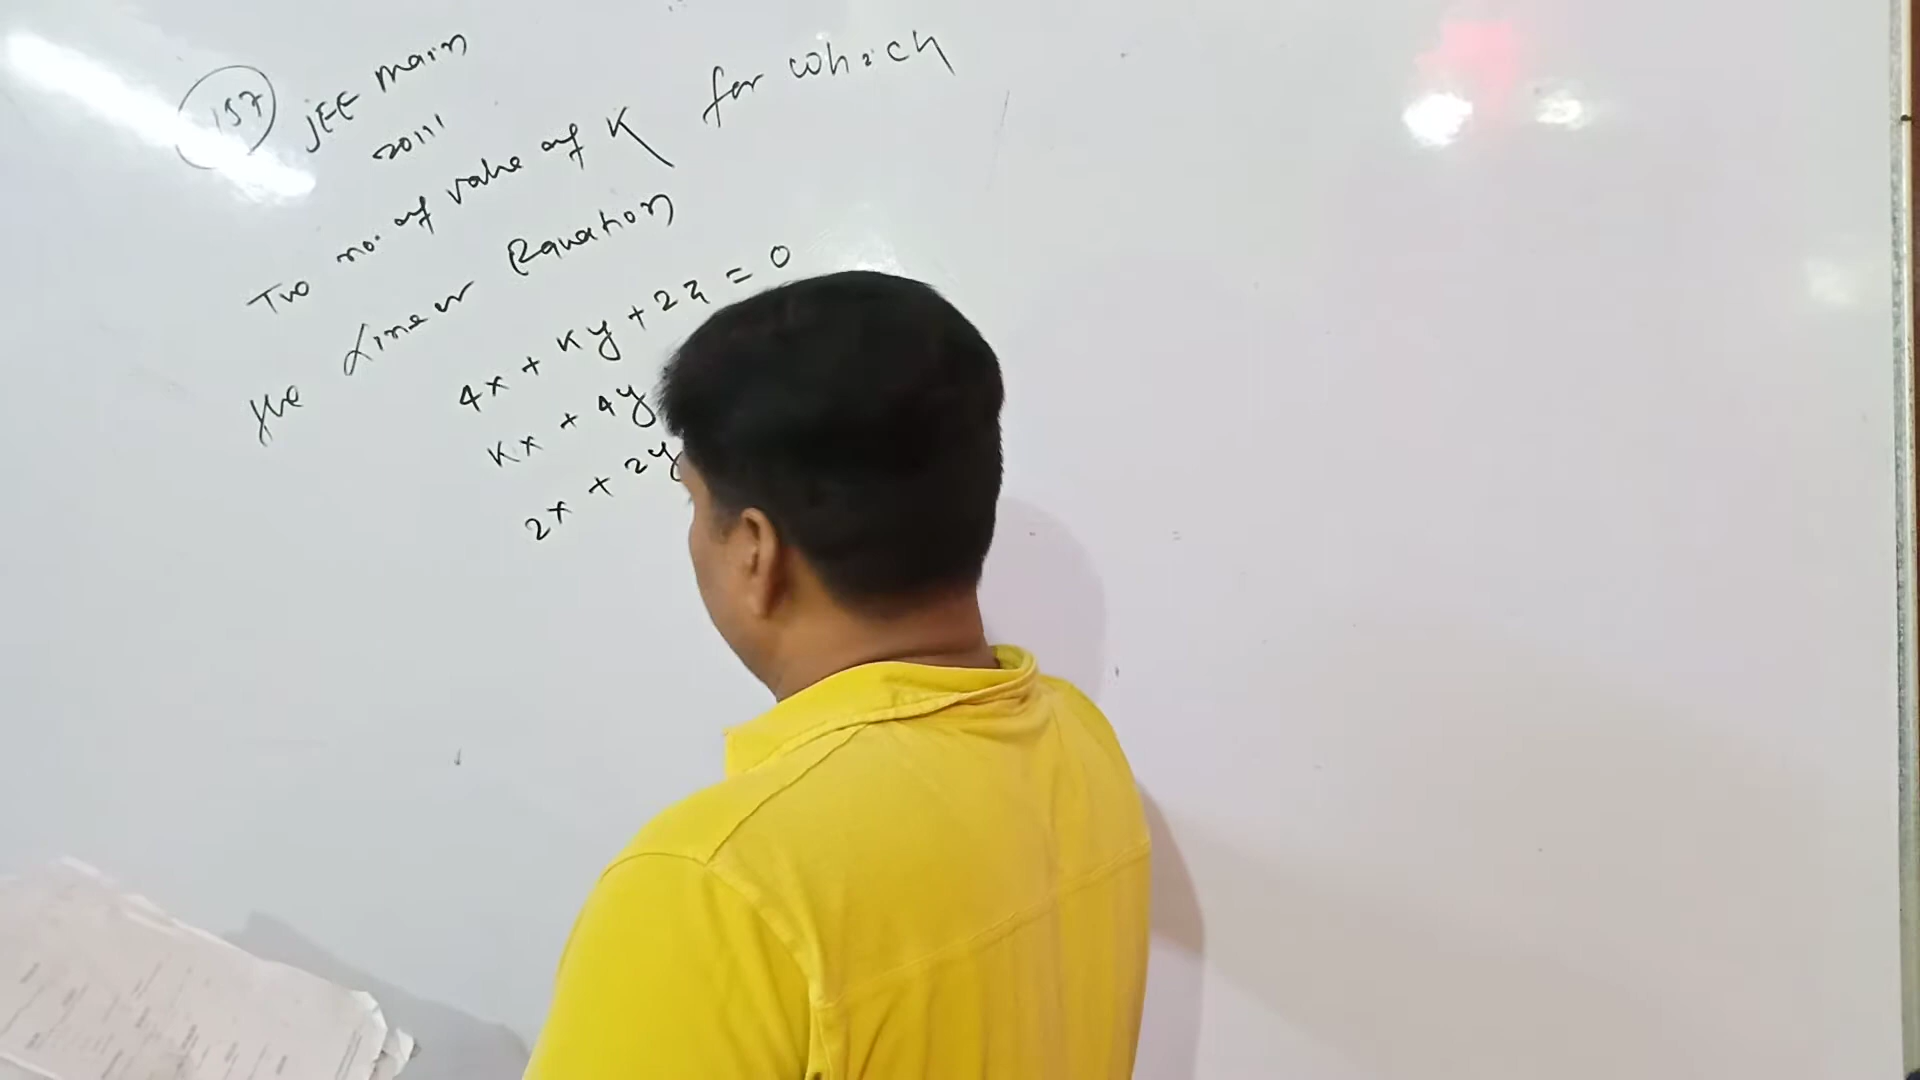 157 JEE Main
2011
The no. of value of K for which
the Linear Equation
4x + Ky + 2z = 0
Kx + 4y
2x + 2y